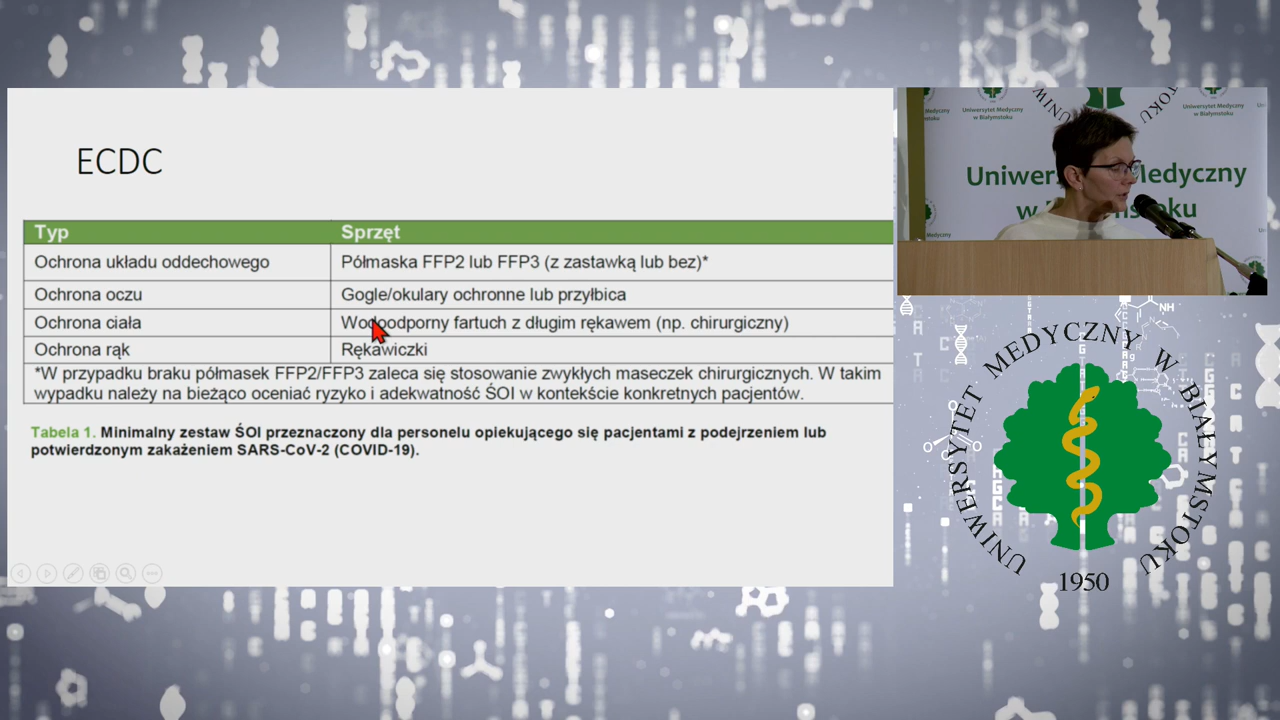 ECDC
Typ Sprzęt
Ochrona układu oddechowego Półmaska FFP2 lub FFP3 (z zastawką lub bez)*
Ochrona oczu Gogle/okulary ochronne lub przyłbica
Ochrona ciała Wodoodporny fartuch z długim rękawem (np. chirurgiczny)
Ochrona rąk Rękawiczki
*W przypadku braku półmasek FFP2/FFP3 zaleca się stosowanie zwykłych maseczek chirurgicznych. W takim
wypadku należy na bieżąco oceniać ryzyko i adekwatność ŚOI w kontekście konkretnych pacjentów.
Tabela 1. Minimalny zestaw ŚOI przeznaczony dla personelu opiekującego się pacjentami z podejrzeniem lub
potwierdzonym zakażeniem SARS-CoV-2 (COVID-19).
Uniwersytet Medyczny
w Białymstoku
Uniwersytet Medyczny
w Białymstoku
Medyczny
UNIWERSYTET MEDYCZNY W BIAŁYMSTOKU
1950